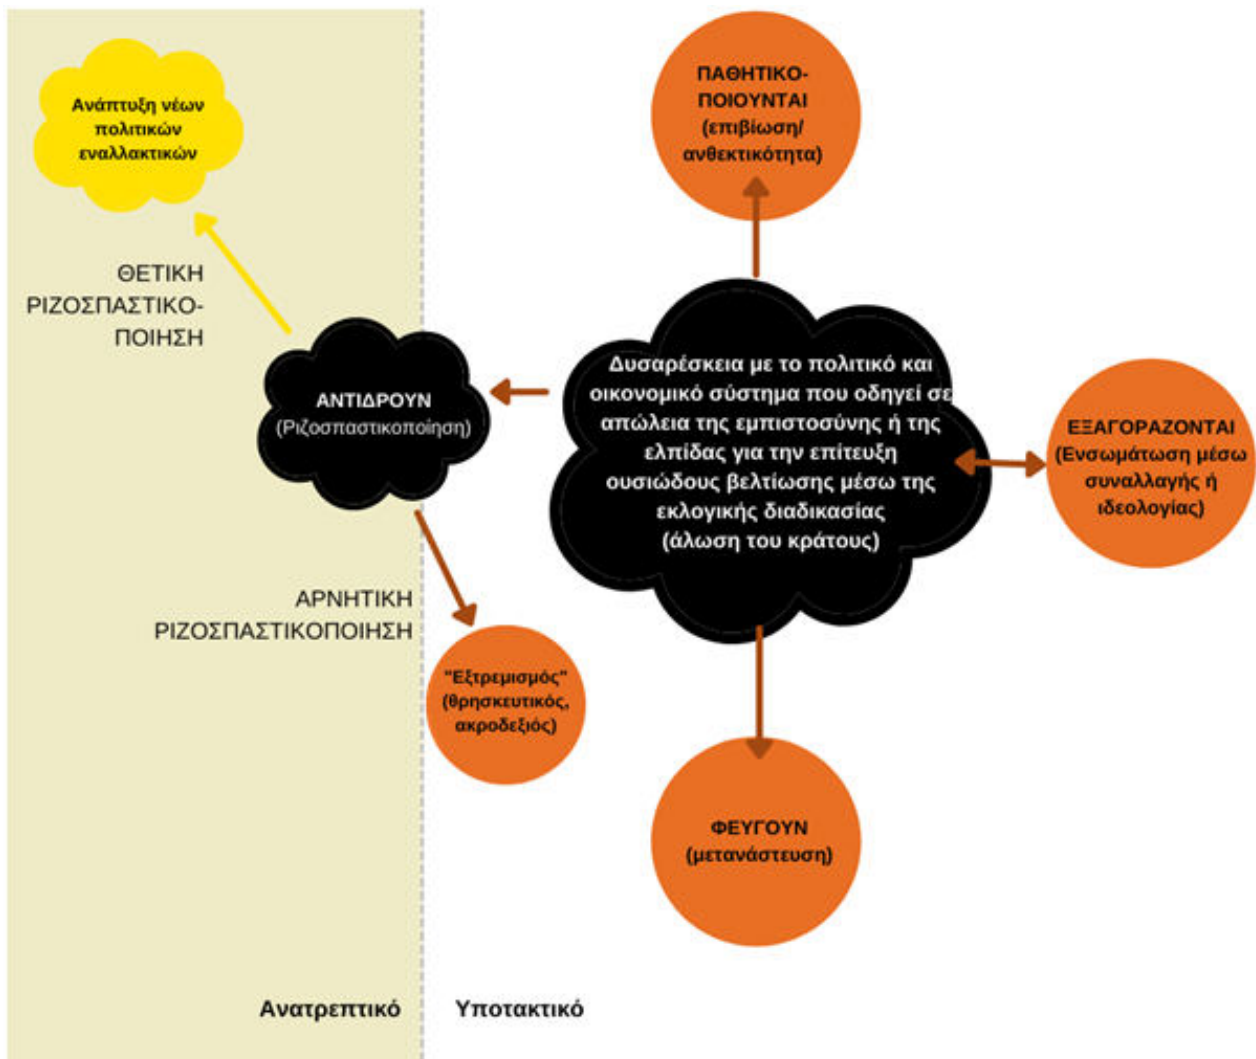 Ανάπτυξη νέων
πολιτικών
εναλλακτικών
ΠΑΘΗΤΙΚΟ-
ΠΟΙΟΥΝΤΑΙ
(επιβίωση/
ανθεκτικότητα)
ΘΕΤΙΚΗ
ΡΙΖΟΣΠΑΣΤΙΚΟ-
ΠΟΙΗΣΗ
ΑΝΤΙΔΡΟΥΝ
(Ριζοσπαστικοποίηση)
Δυσαρέσκεια με το πολιτικό και
οικονομικό σύστημα που οδηγεί σε
απώλεια της εμπιστοσύνης ή της
ελπίδας για την επίτευξη
ουσιώδους βελτίωσης μέσω της
εκλογικής διαδικασίας
(άλωση του κράτους)
ΕΞΑΓΟΡΑΖΟΝΤΑΙ
(Ενσωμάτωση μέσω
συναλλαγής ή
ιδεολογίας)
ΑΡΝΗΤΙΚΗ
ΡΙΖΟΣΠΑΣΤΙΚΟΠΟΙΗΣΗ
"Εξτρεμισμός"
(θρησκευτικός,
ακροδεξιός)
ΦΕΥΓΟΥΝ
(μετανάστευση)
Ανατρεπτικό
Υποτακτικό